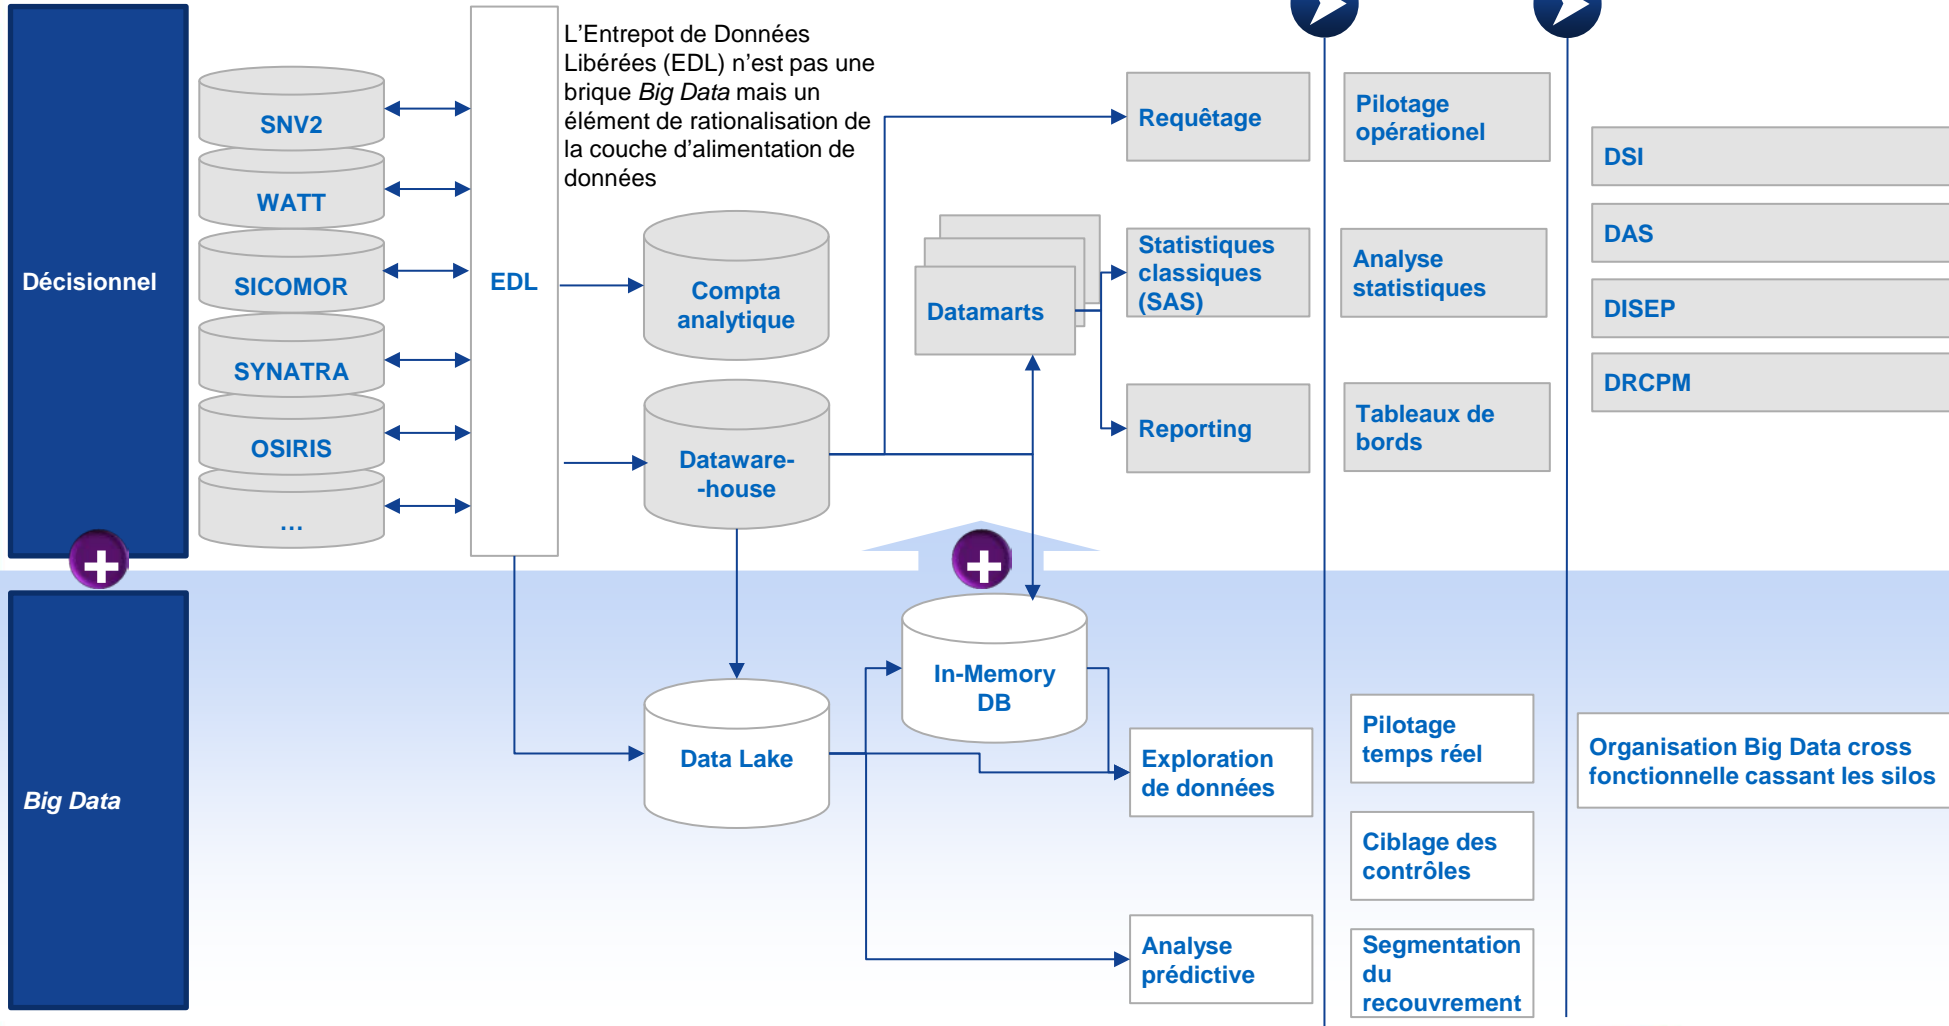 Décisionnel
SNV2
WATT
SICOMOR
SYNATRA
OSIRIS
...
EDL
L'Entrepot de Données
Libérées (EDL) n'est pas une
brique Big Data mais un
élément de rationalisation de
la couche d'alimentation de
données
Compta
analytique
Dataware-
-house
Datamarts
Requêtage
Statistiques
classiques
(SAS)
Reporting
Pilotage
opérationel
Analyse
statistiques
Tableaux de
bords
DSI
DAS
DISEP
DRCPM
Big Data
Data Lake
In-Memory
DB
Exploration
de données
Analyse
prédictive
Pilotage
temps réel
Ciblage des
contrôles
Segmentation
du
recouvrement
Organisation Big Data cross
fonctionnelle cassant les silos